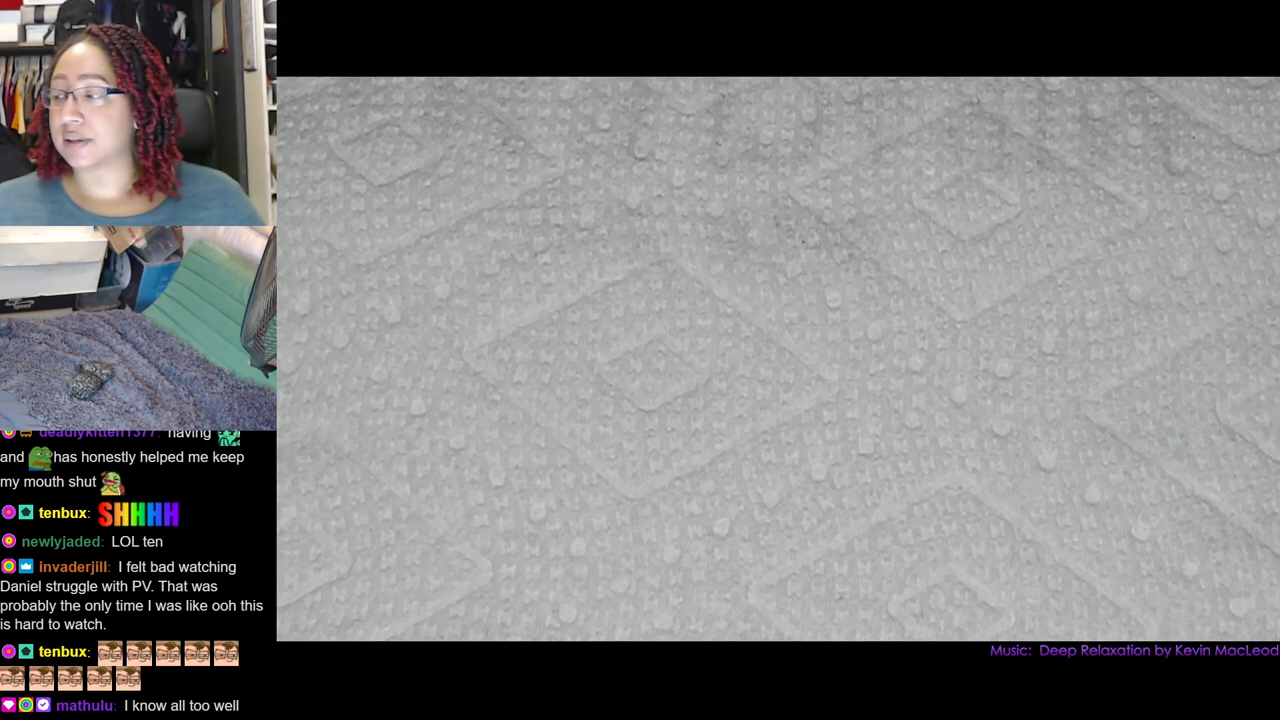 deadlykitten1377: having
and has honestly helped me keep
my mouth shut
tenbux: SHHHH
newlyjaded: LOL ten
invaderjill: I felt bad watching
Daniel struggle with PV. That was
probably the only time I was like ooh this
is hard to watch.
tenbux:
mathulu: I know all too well
Music: Deep Relaxation by Kevin MacLeod